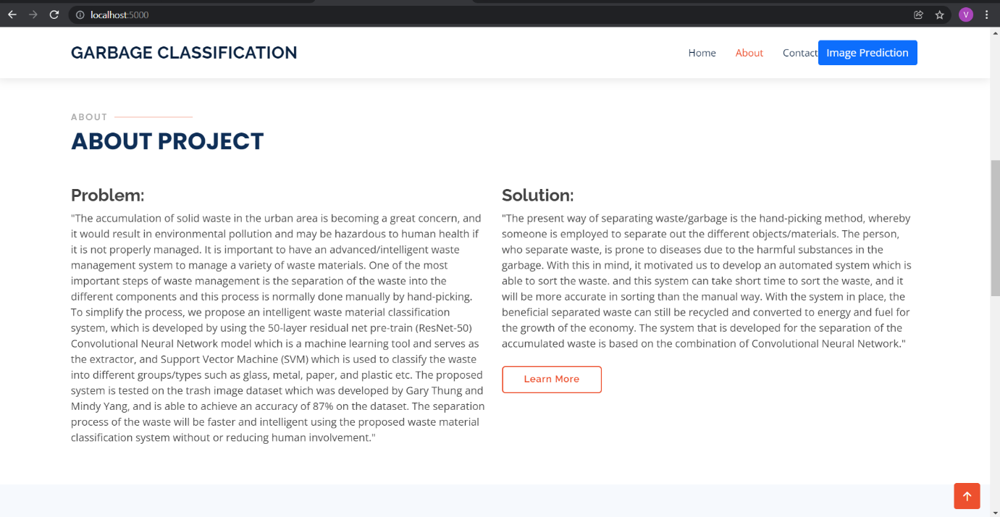 localhost:5000
V
GARBAGE CLASSIFICATION
Home
About
Contact
Image Prediction
ABOUT
ABOUT PROJECT
Problem:
"The accumulation of solid waste in the urban area is becoming a great concern, and
it would result in environmental pollution and may be hazardous to human health if
it is not properly managed. It is important to have an advanced/intelligent waste
management system to manage a variety of waste materials. One of the most
important steps of waste management is the separation of the waste into the
different components and this process is normally done manually by hand-picking.
To simplify the process, we propose an intelligent waste material classification
system, which is developed by using the 50-layer residual net pre-train (ResNet-50)
Convolutional Neural Network model which is a machine learning tool and serves as
the extractor, and Support Vector Machine (SVM) which is used to classify the waste
into different groups/types such as glass, metal, paper, and plastic etc. The proposed
system is tested on the trash image dataset which was developed by Gary Thung and
Mindy Yang, and is able to achieve an accuracy of 87% on the dataset. The separation
process of the waste will be faster and intelligent using the proposed waste material
classification system without or reducing human involvement."
Solution:
"The present way of separating waste/garbage is the hand-picking method, whereby
someone is employed to separate out the different objects/materials. The person,
who separate waste, is prone to diseases due to the harmful substances in the
garbage. With this in mind, it motivated us to develop an automated system which is
able to sort the waste. and this system can take short time to sort the waste, and it
will be more accurate in sorting than the manual way. With the system in place, the
beneficial separated waste can still be recycled and converted to energy and fuel for
the growth of the economy. The system that is developed for the separation of the
accumulated waste is based on the combination of Convolutional Neural Network."
Learn More